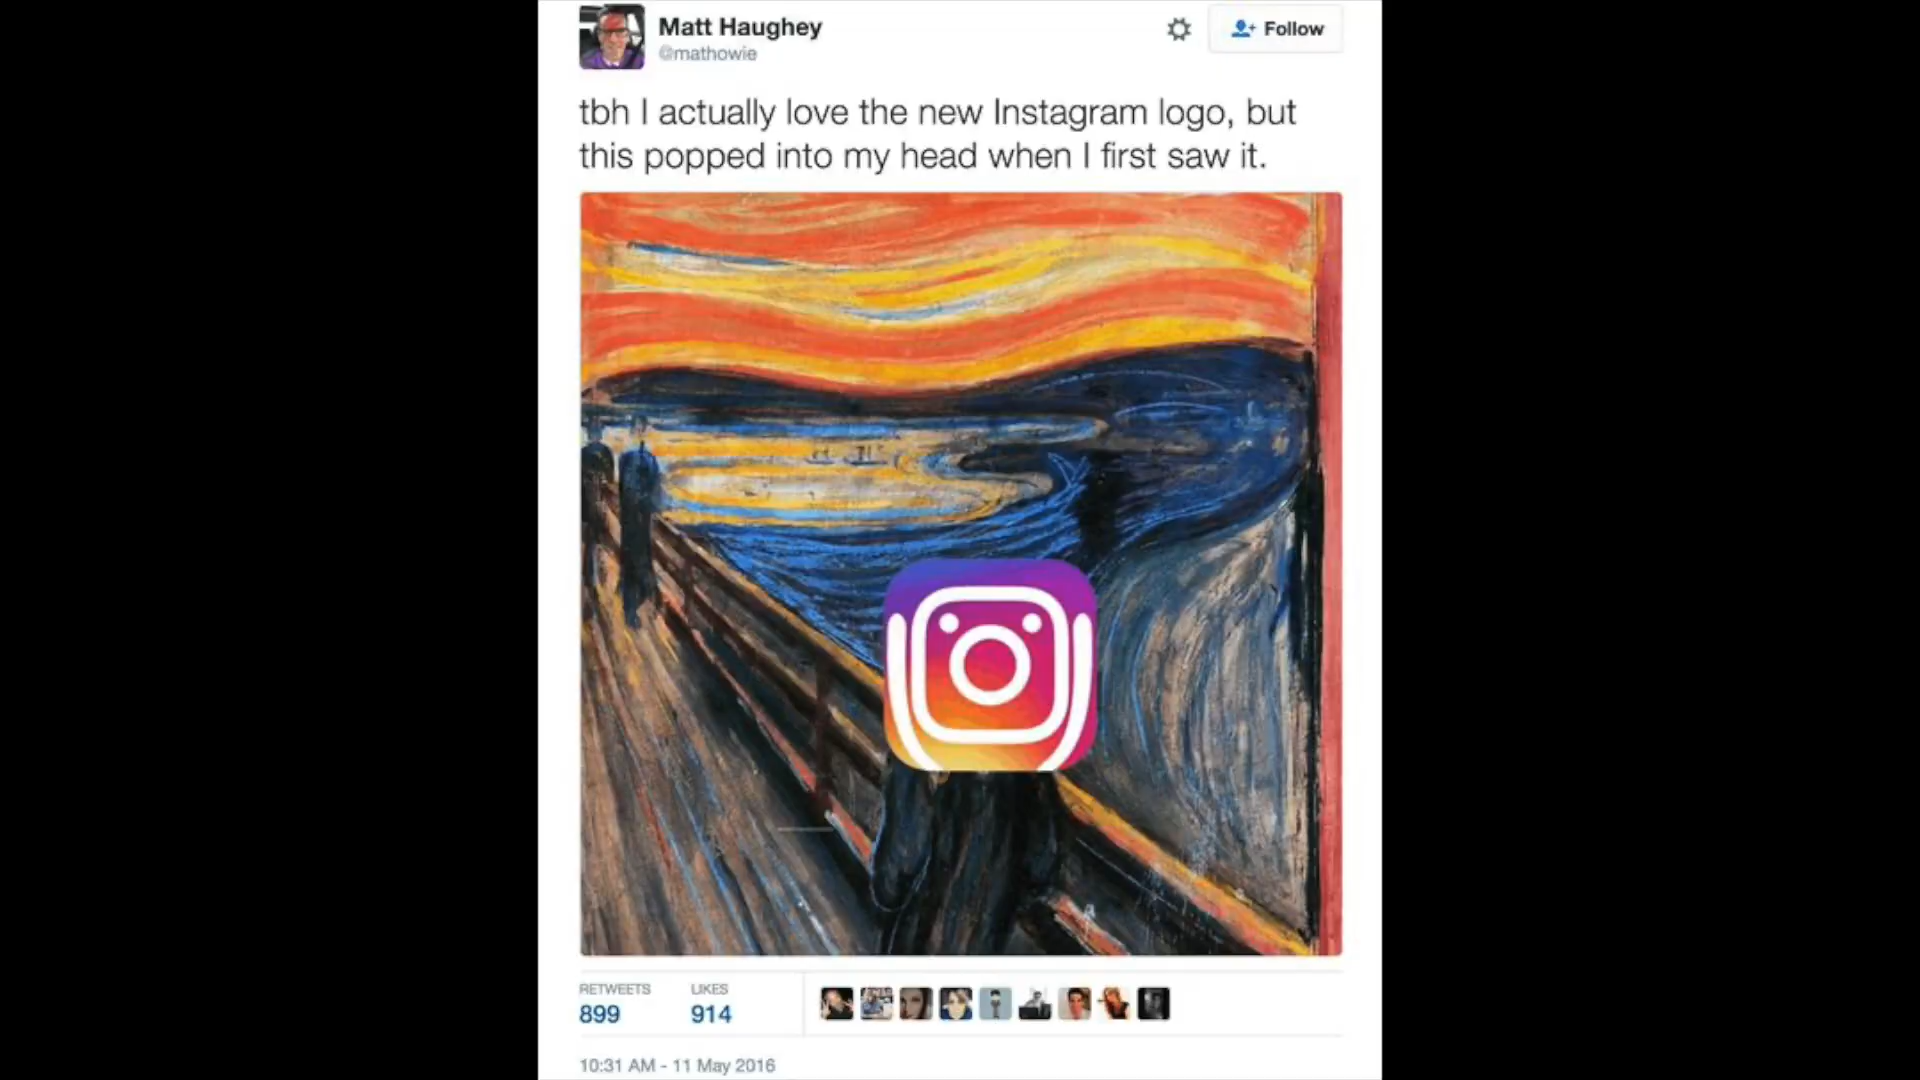 Matt Haughey
@mathowie
Follow
tbh I actually love the new Instagram logo, but
this popped into my head when I first saw it.
RETWEETS
899
LIKES
914
10:31 AM - 11 May 2016